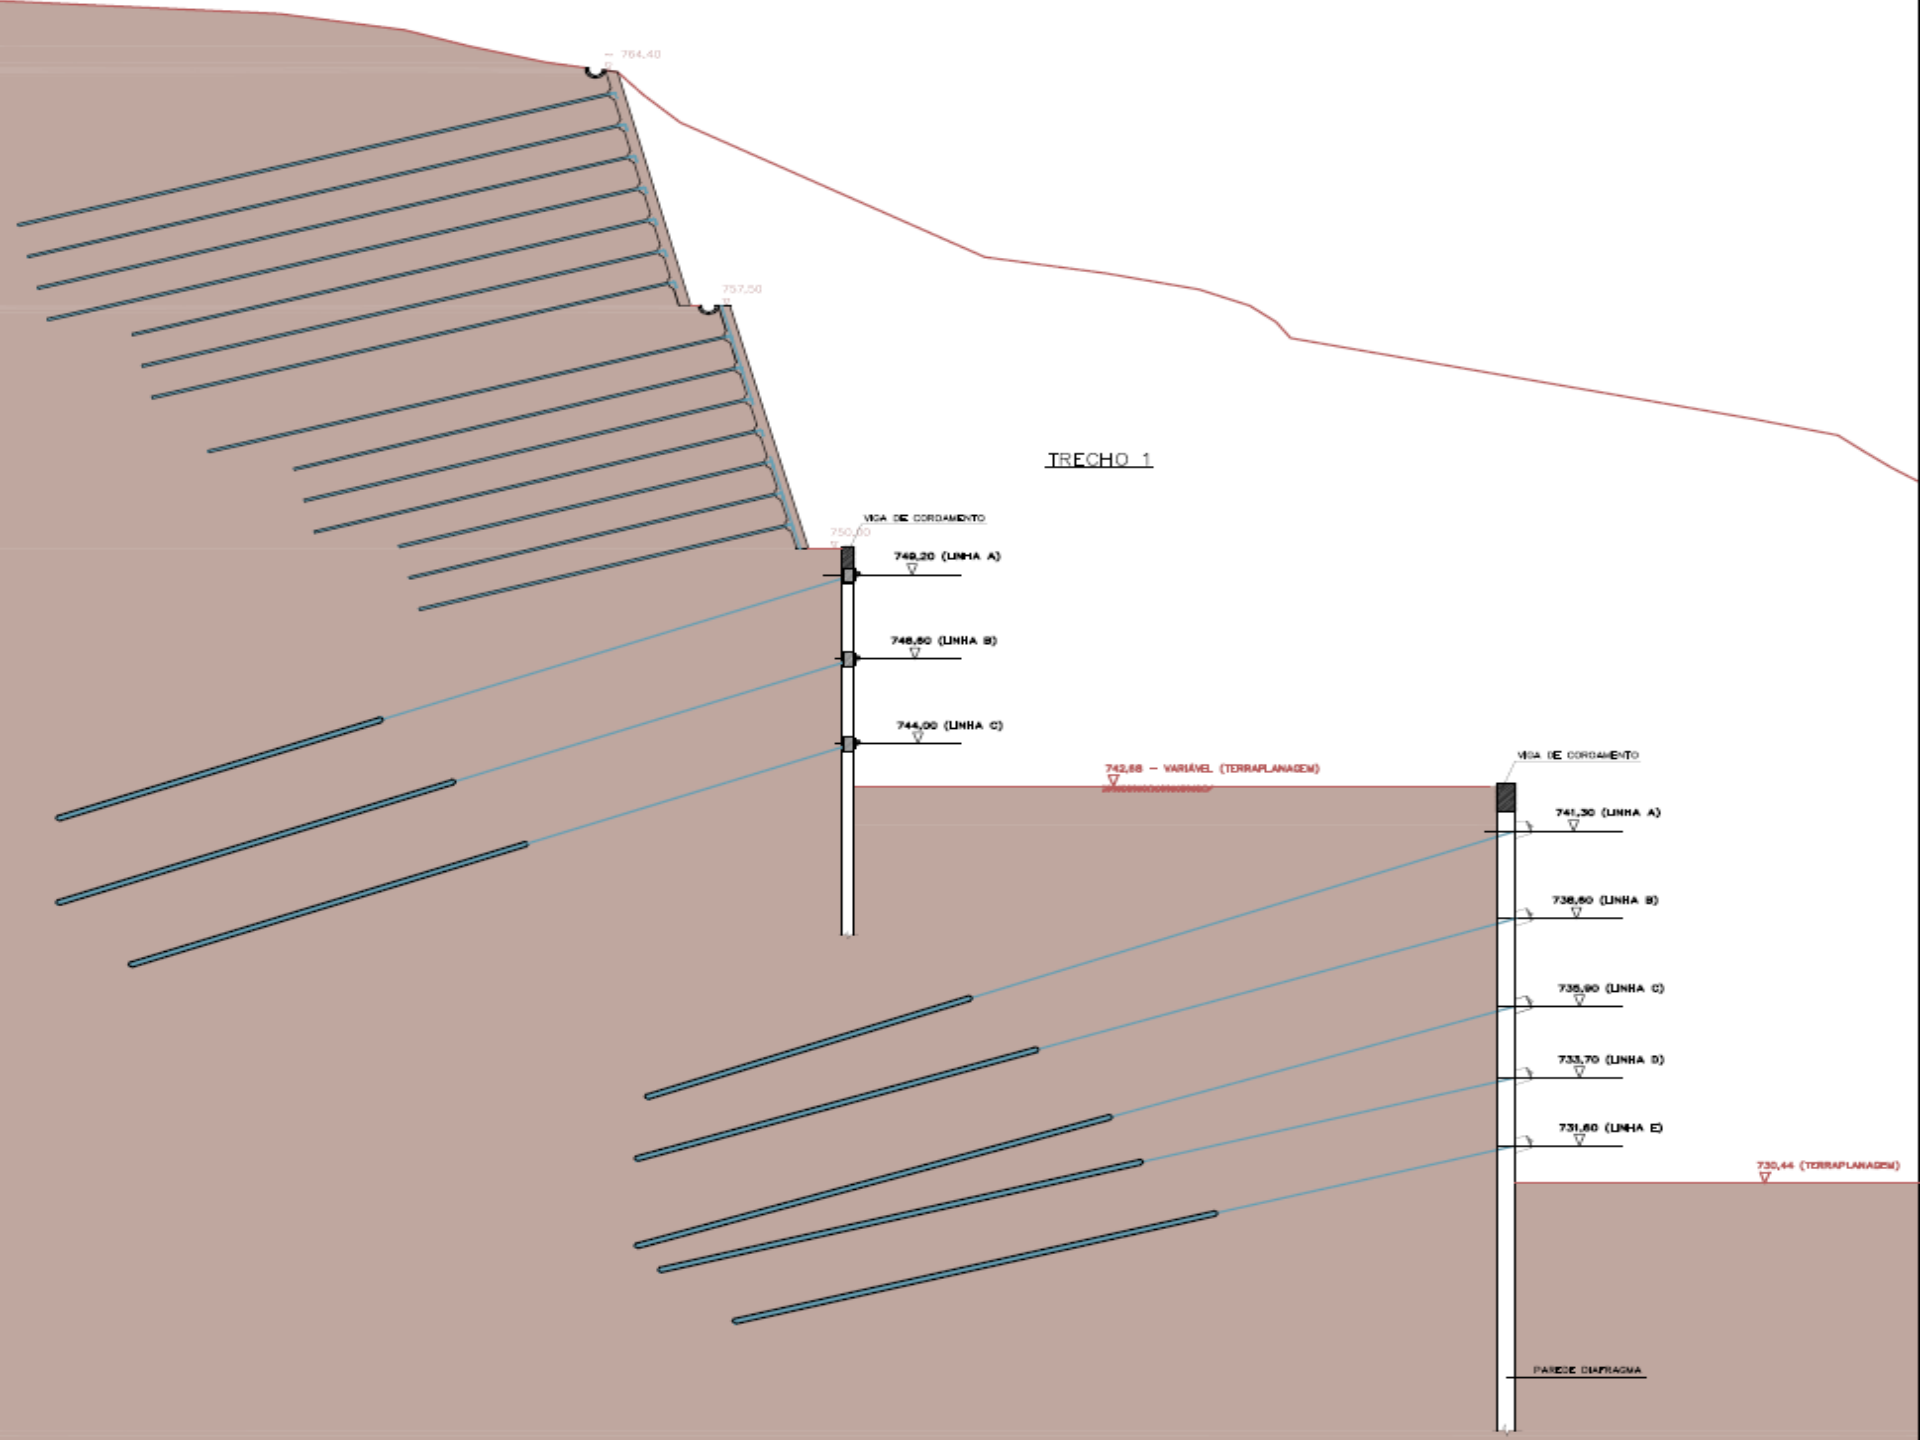 764,40
757,50
TRECHO 1
VIGA DE COROAMENTO
750,00
749,20 (LINHA A)
746,60 (LINHA B)
744,00 (LINHA C)
VIGA DE COROAMENTO
742,68 – VARIÁVEL (TERRAPLANAGEM)
741,30 (LINHA A)
738,60 (LINHA B)
735,90 (LINHA C)
733,70 (LINHA D)
731,60 (LINHA E)
730,44 (TERRAPLANAGEM)
PAREDE DIAFRAGMA